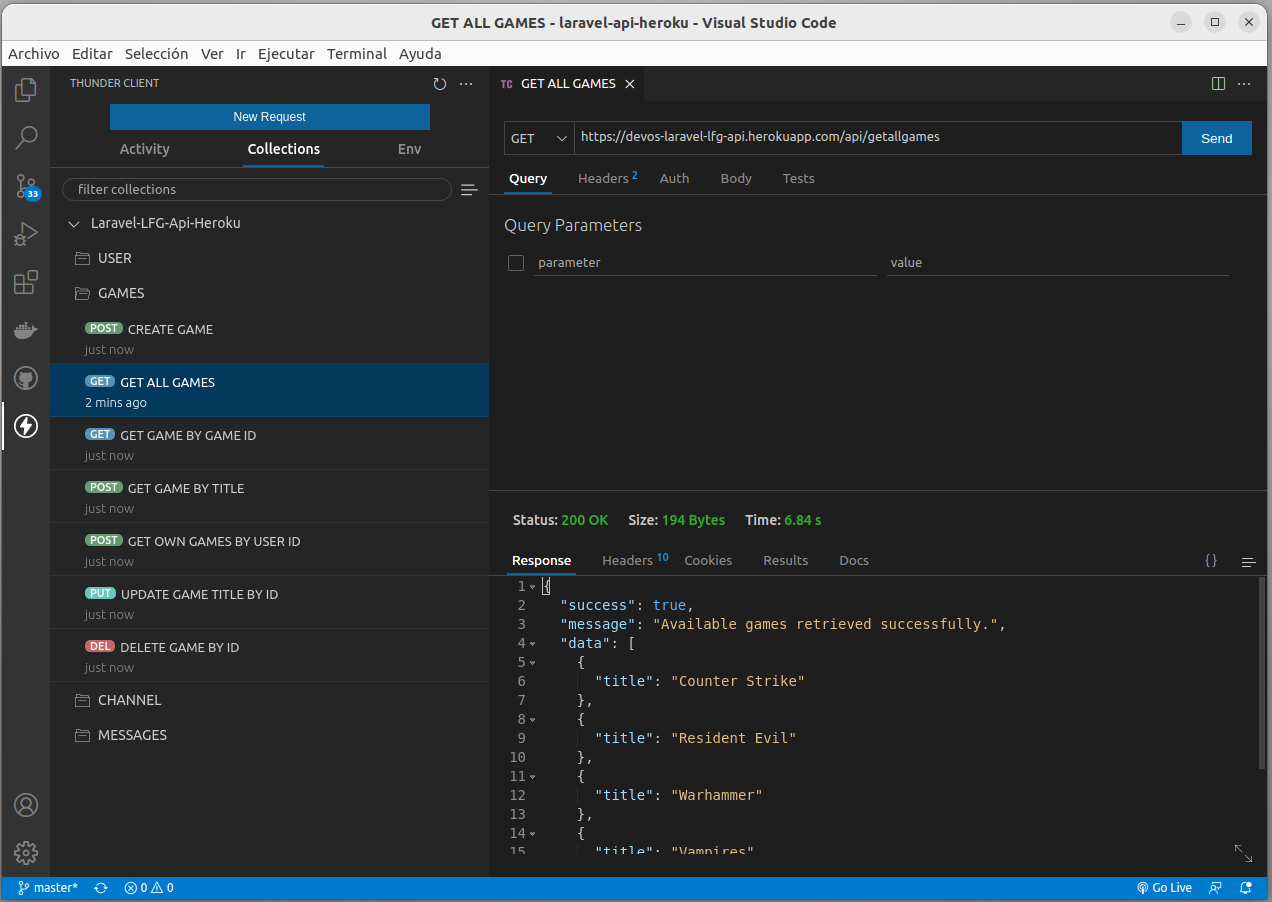 GET ALL GAMES - laravel-api-heroku - Visual Studio Code
Archivo Editar Selección Ver Ir Ejecutar Terminal Ayuda
THUNDER CLIENT
New Request
Activity Collections Env
filter collections
33
Laravel-LFG-Api-Heroku
USER
GAMES
POST CREATE GAME
just now
GET GET ALL GAMES
2 mins ago
GET GET GAME BY GAME ID
just now
POST GET GAME BY TITLE
just now
POST GET OWN GAMES BY USER ID
just now
PUT UPDATE GAME TITLE BY ID
just now
DEL DELETE GAME BY ID
just now
CHANNEL
MESSAGES
TC GET ALL GAMES
GET https://devos-laravel-lfg-api.herokuapp.com/api/getallgames Send
Query Headers 2 Auth Body Tests
Query Parameters
parameter value
Status: 200 OK Size: 194 Bytes Time: 6.84 s
Response Headers 10 Cookies Results Docs {}
1 {
2 "success": true,
3 "message": "Available games retrieved successfully.",
4 "data": [
5 {
6 "title": "Counter Strike"
7 },
8 {
9 "title": "Resident Evil"
10 },
11 {
12 "title": "Warhammer"
13 },
14 {
15 "title": "Vampires"
master* 0 0 Go Live